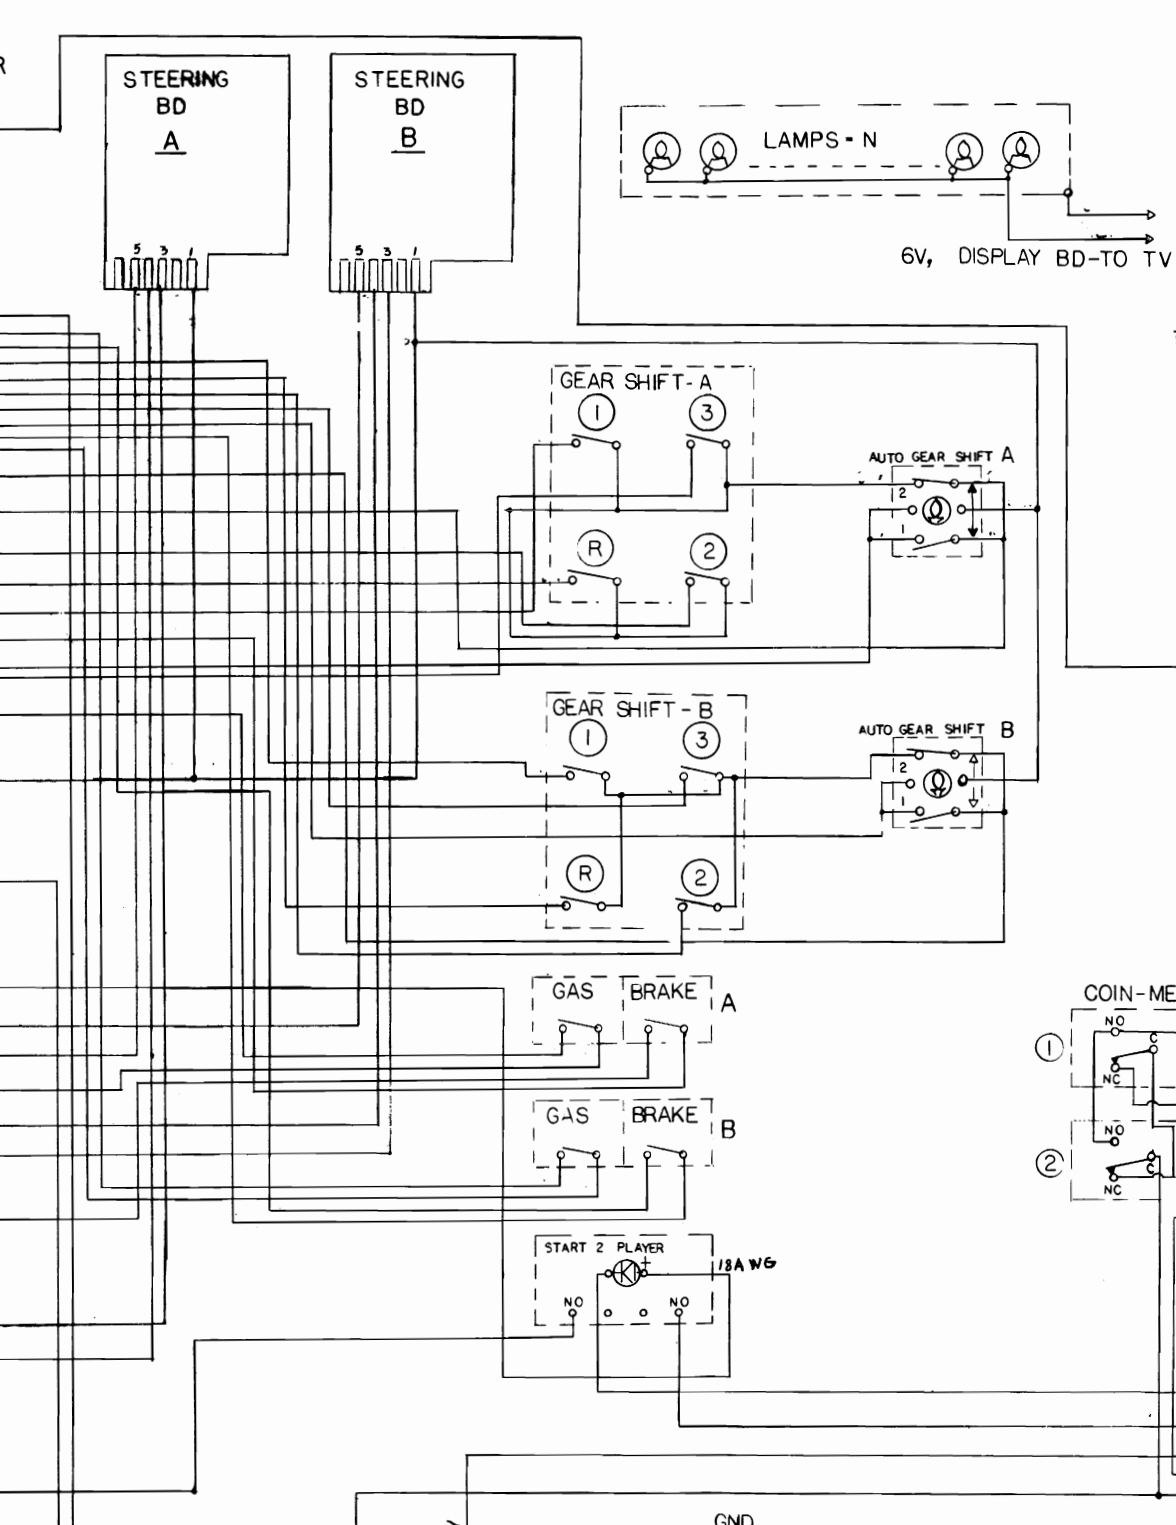 R
STEERING
BD
A
5 3 1
STEERING
BD
B
5 3 1
LAMPS - N
6V, DISPLAY BD-TO TV
GEAR SHIFT- A
1
3
R
2
AUTO GEAR SHIFT A
2
1
GEAR SHIFT - B
1
3
R
2
AUTO GEAR SHIFT B
2
1
GAS
BRAKE
A
GAS
BRAKE
B
START 2 PLAYER
+
18AWG
NO
NO
COIN-ME
1
NO
C
NC
2
NO
C
NC
GND